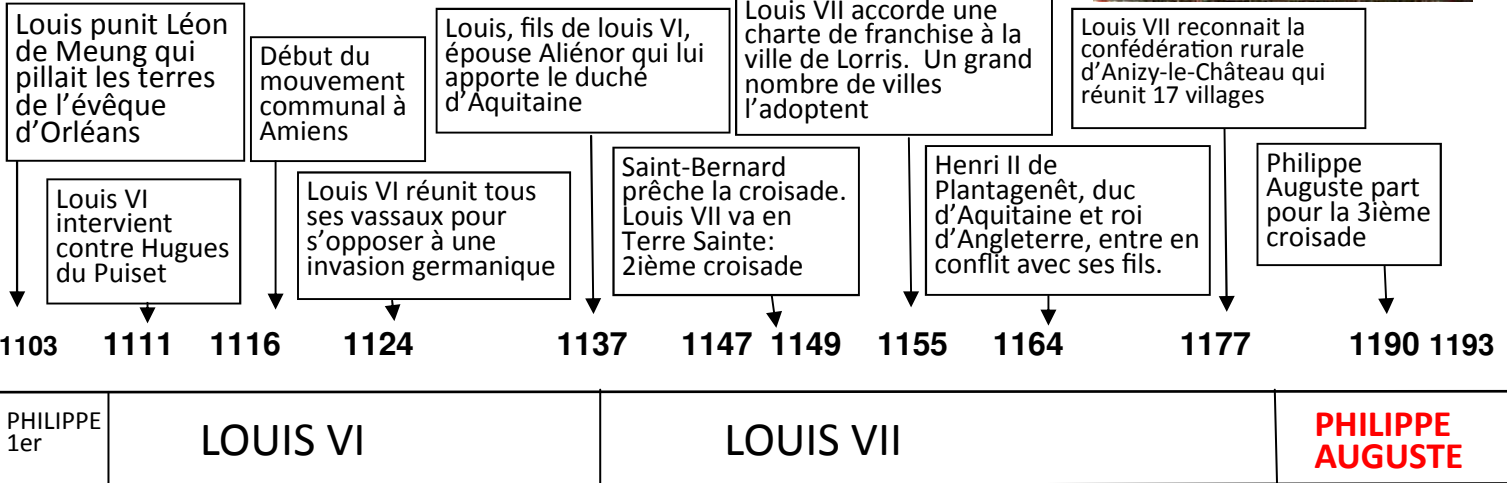 Louis punit Léon
de Meung qui
pillait les terres
de l’évêque
d’Orléans
Début du
mouvement
communal à
Amiens
Louis, fils de louis VI,
épouse Aliénor qui lui
apporte le duché
d’Aquitaine
Louis VII accorde une
charte de franchise à la
ville de Lorris. Un grand
nombre de villes
l’adoptent
Louis VII reconnait la
confédération rurale
d’Anizy-le-Château qui
réunit 17 villages
Louis VI
intervient
contre Hugues
du Puiset
Louis VI réunit tous
ses vassaux pour
s’opposer à une
invasion germanique
Saint-Bernard
prêche la croisade.
Louis VII va en
Terre Sainte:
2ième croisade
Henri II de
Plantagenêt, duc
d’Aquitaine et roi
d’Angleterre, entre en
conflit avec ses fils.
Philippe
Auguste part
pour la 3ième
croisade
1103 1111 1116 1124 1137 1147 1149 1155 1164 1177 1190 1193
PHILIPPE
1er
LOUIS VI
LOUIS VII
PHILIPPE
AUGUSTE